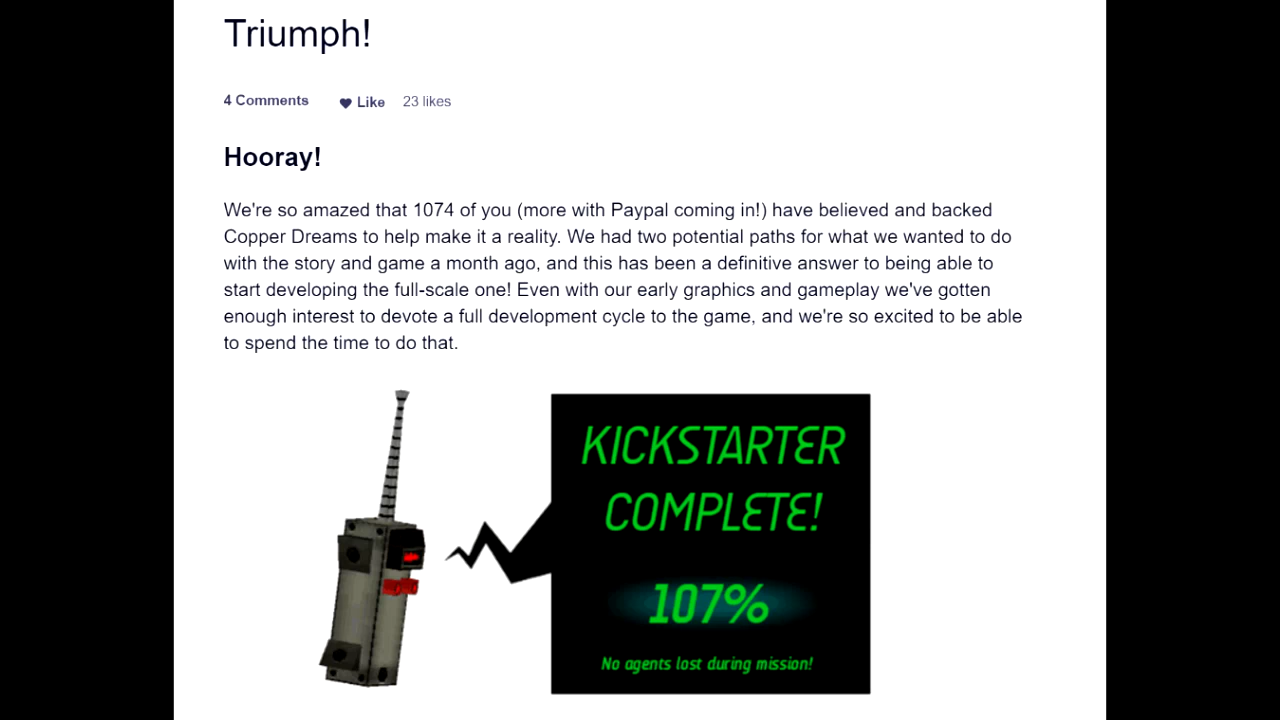 Triumph!
4 Comments
Like
23 likes
Hooray!
We're so amazed that 1074 of you (more with Paypal coming in!) have believed and backed
Copper Dreams to help make it a reality. We had two potential paths for what we wanted to do
with the story and game a month ago, and this has been a definitive answer to being able to
start developing the full-scale one! Even with our early graphics and gameplay we've gotten
enough interest to devote a full development cycle to the game, and we're so excited to be able
to spend the time to do that.
KICKSTARTER
COMPLETE!
107%
No agents lost during mission!